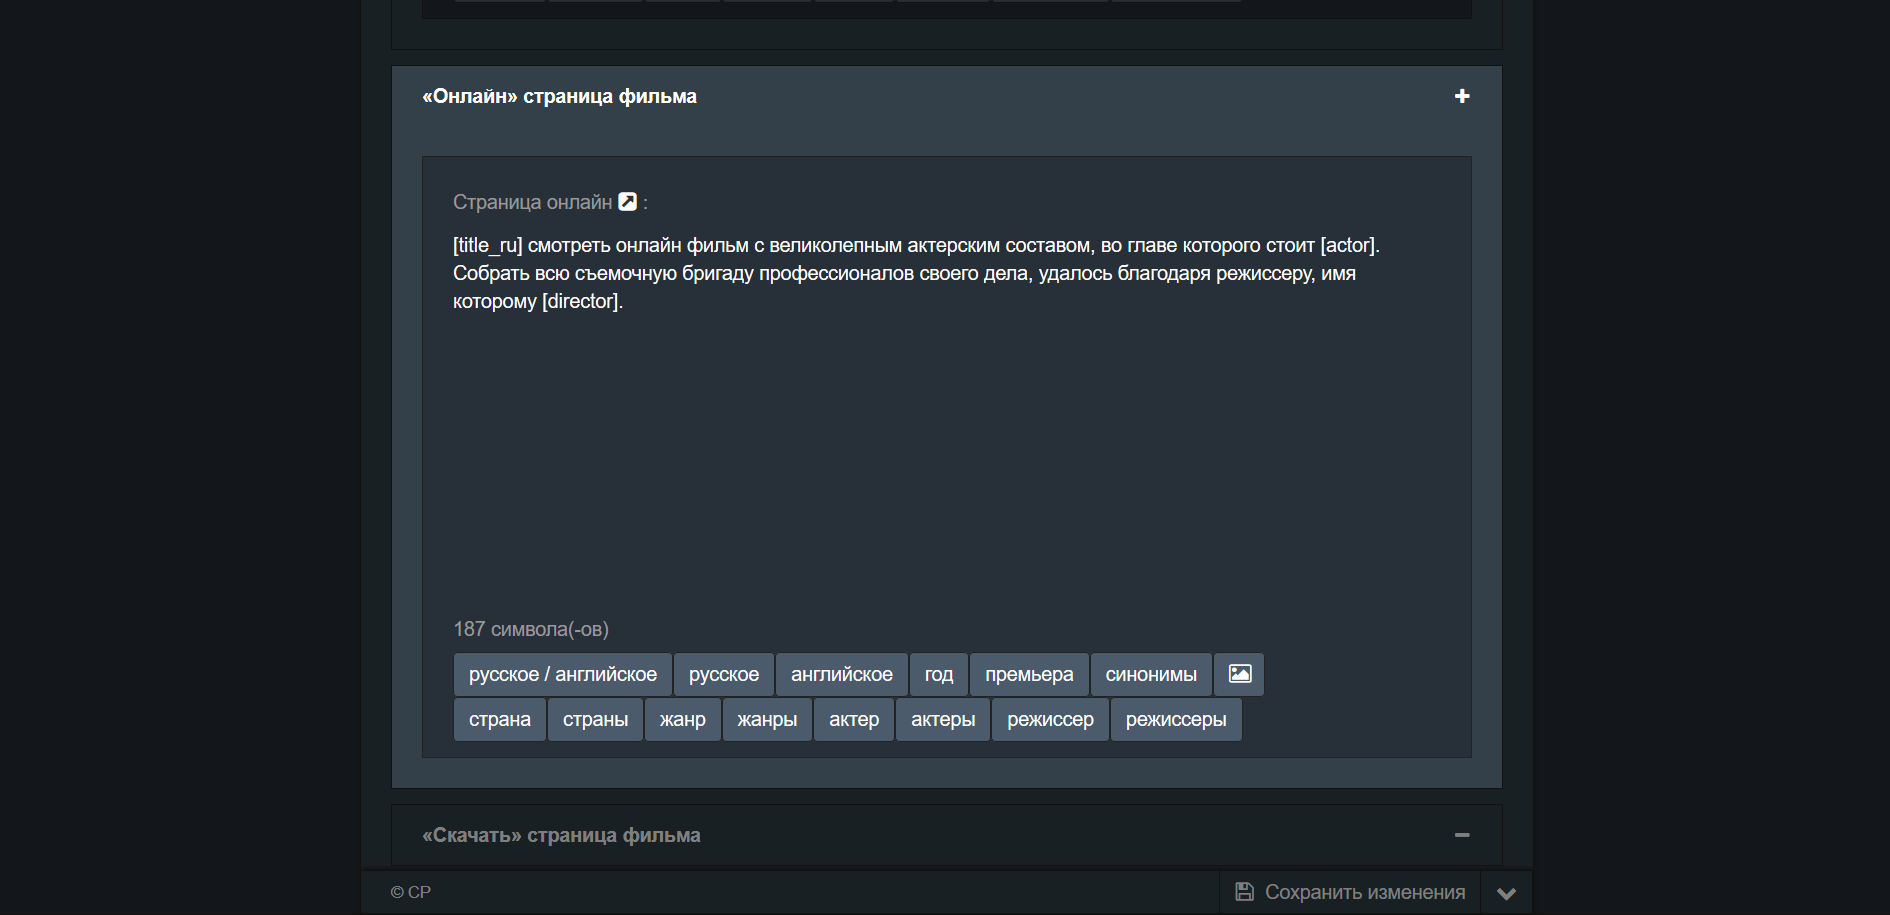 «Онлайн» страница фильма
Страница онлайн :
[title_ru] смотреть онлайн фильм с великолепным актерским составом, во главе которого стоит [actor].
Собрать всю съемочную бригаду профессионалов своего дела, удалось благодаря режиссеру, имя
которому [director].
187 символа(-ов)
русское / английское русское английское год премьера синонимы
страна страны жанр жанры актер актеры режиссер режиссеры
«Скачать» страница фильма
© CP Сохранить изменения